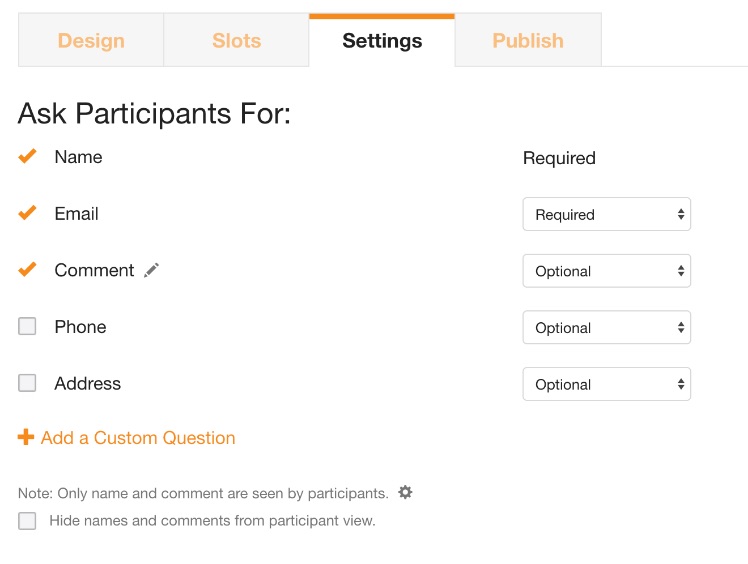 Design Slots Settings Publish
Ask Participants For:
Name Required
Email Required
Comment Optional
Phone Optional
Address Optional
Add a Custom Question
Note: Only name and comment are seen by participants.
Hide names and comments from participant view.